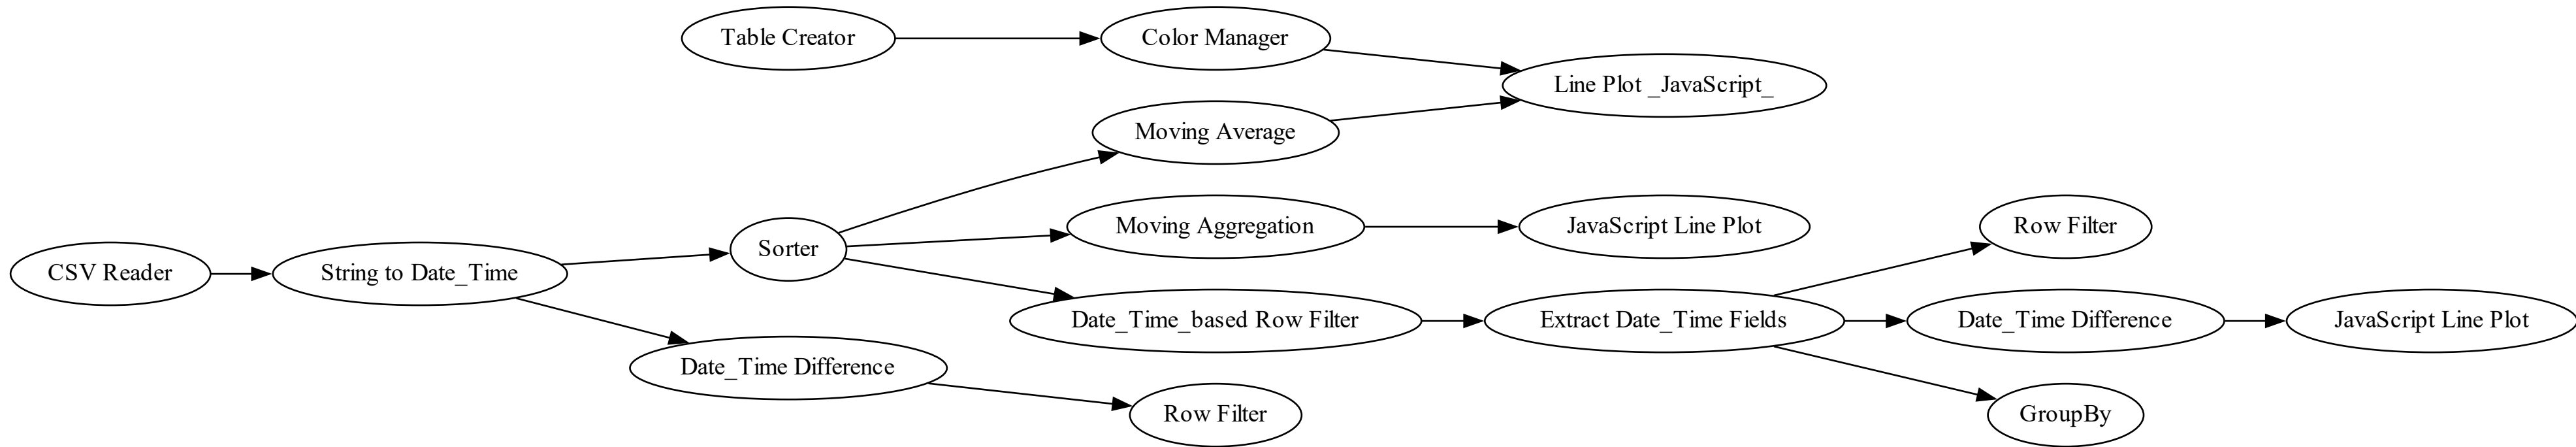 Table Creator
Color Manager
Line Plot _JavaScript_
Moving Average
Sorter
Moving Aggregation
JavaScript Line Plot
Row Filter
CSV Reader
String to Date_Time
Date_Time_based Row Filter
Extract Date_Time Fields
Date_Time Difference
JavaScript Line Plot
Date_Time Difference
Row Filter
GroupBy